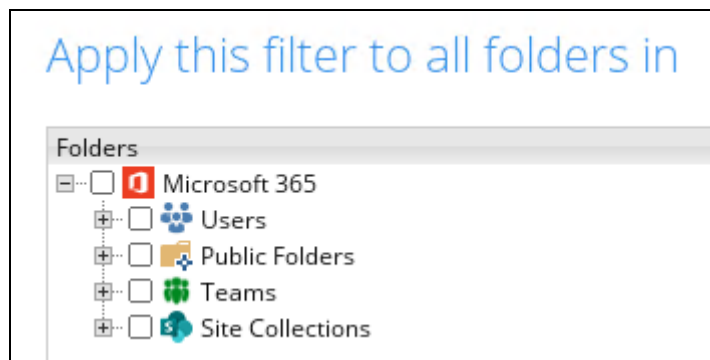 Apply this filter to all folders in
Folders
Microsoft 365
Users
Public Folders
Teams
Site Collections